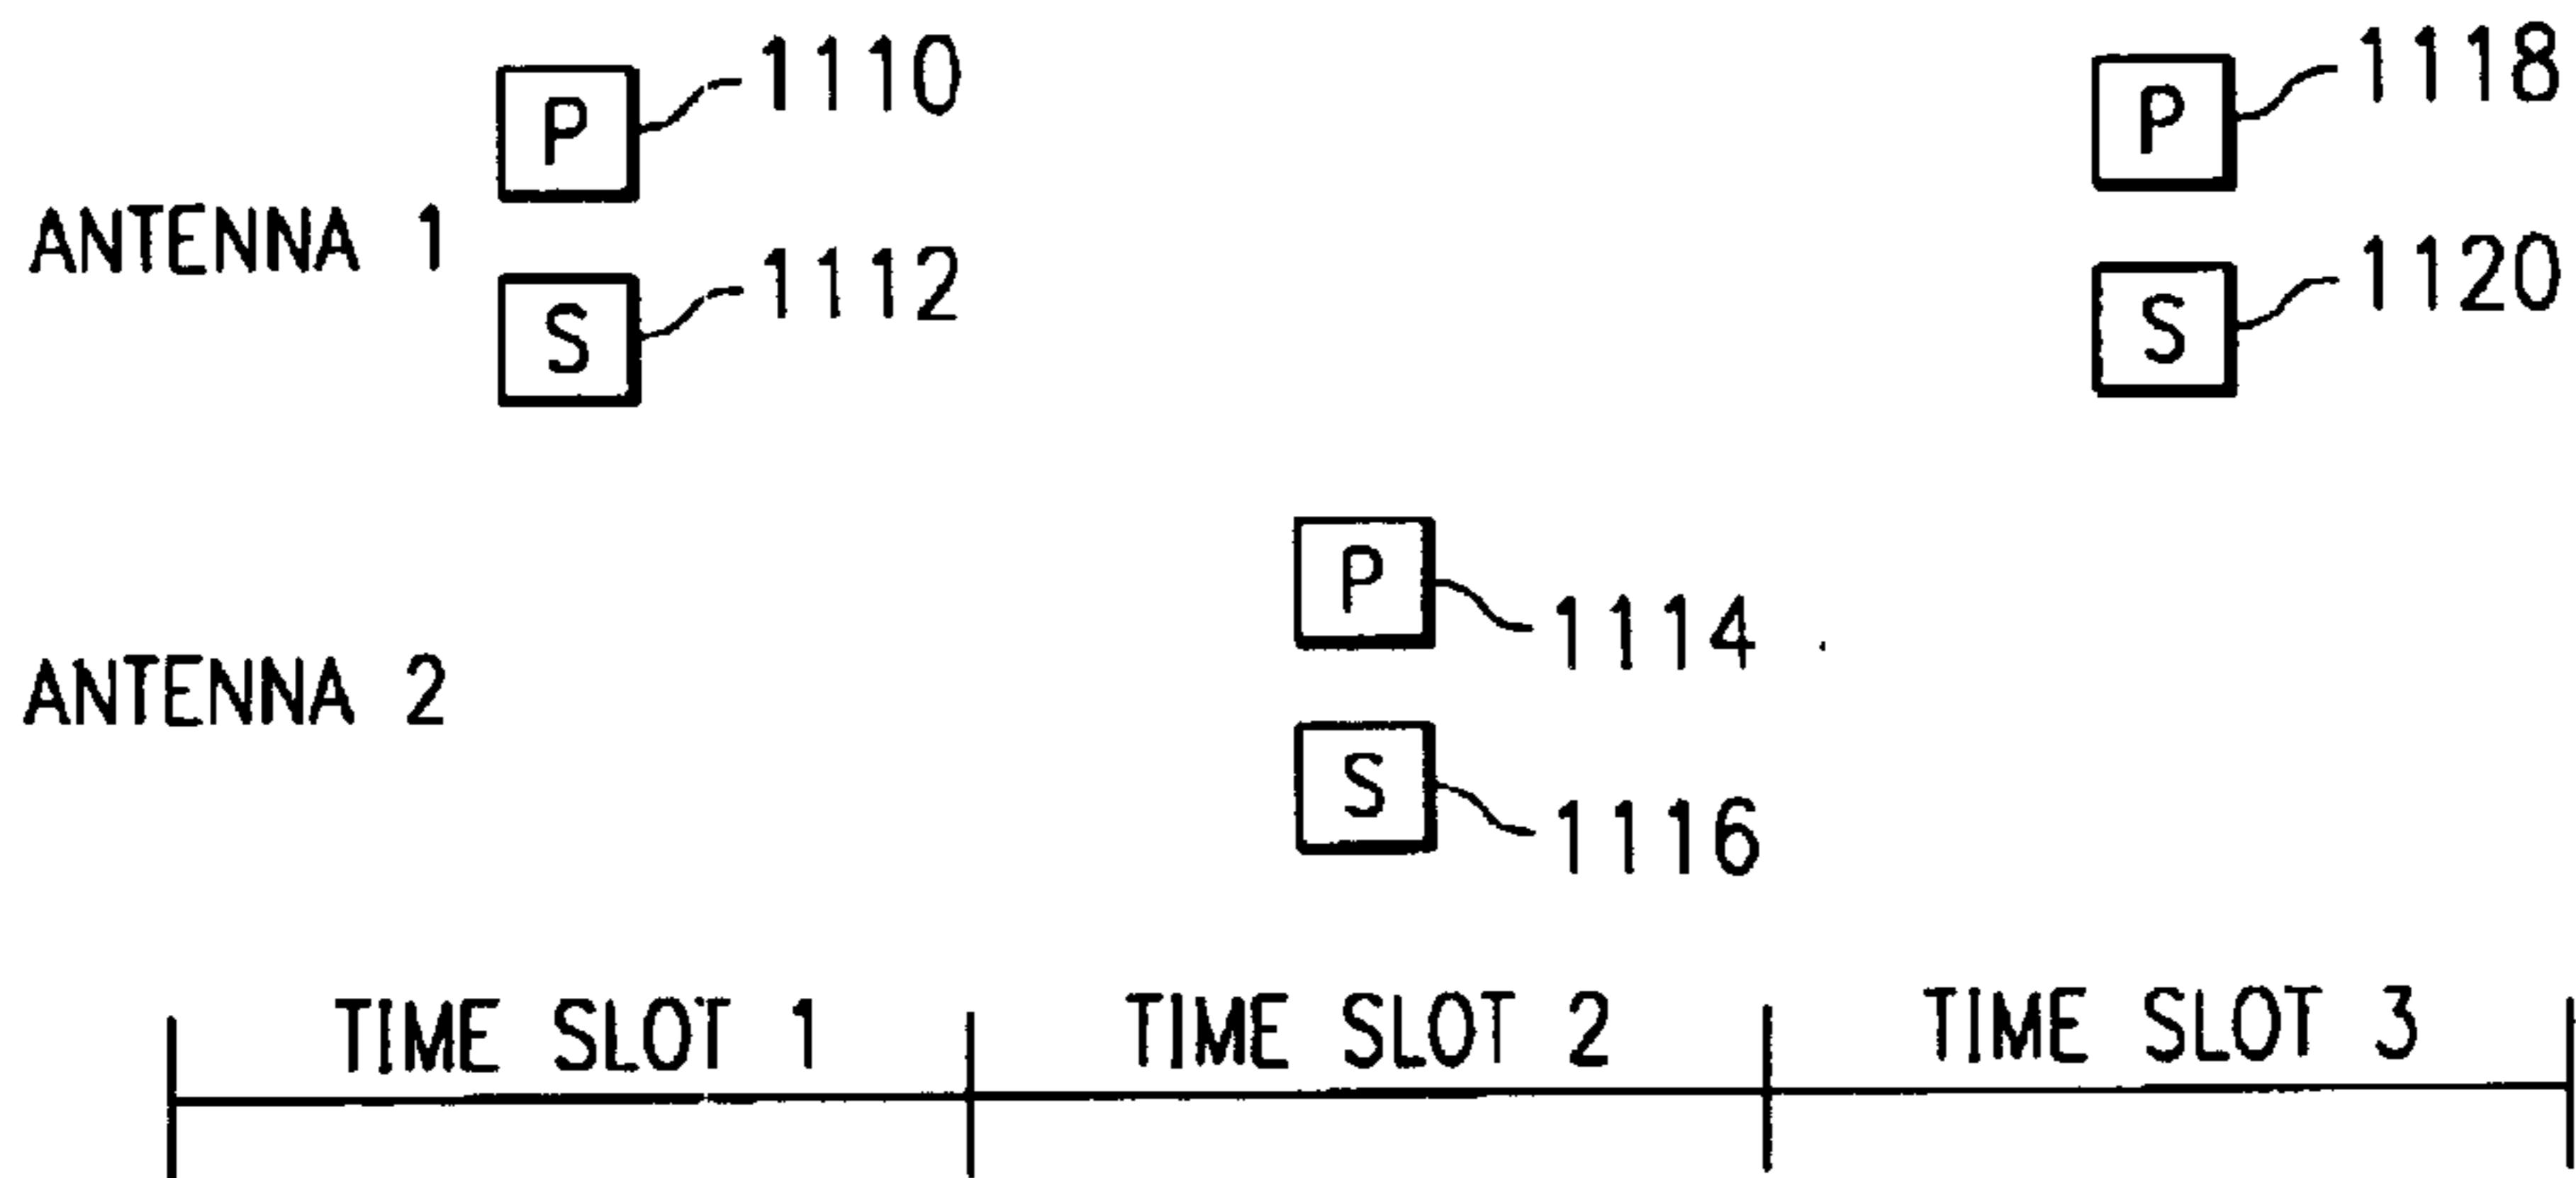 P 1110
P 1118
ANTENNA 1
S 1112
S 1120
P 1114
ANTENNA 2
S 1116
TIME SLOT 1
TIME SLOT 2
TIME SLOT 3